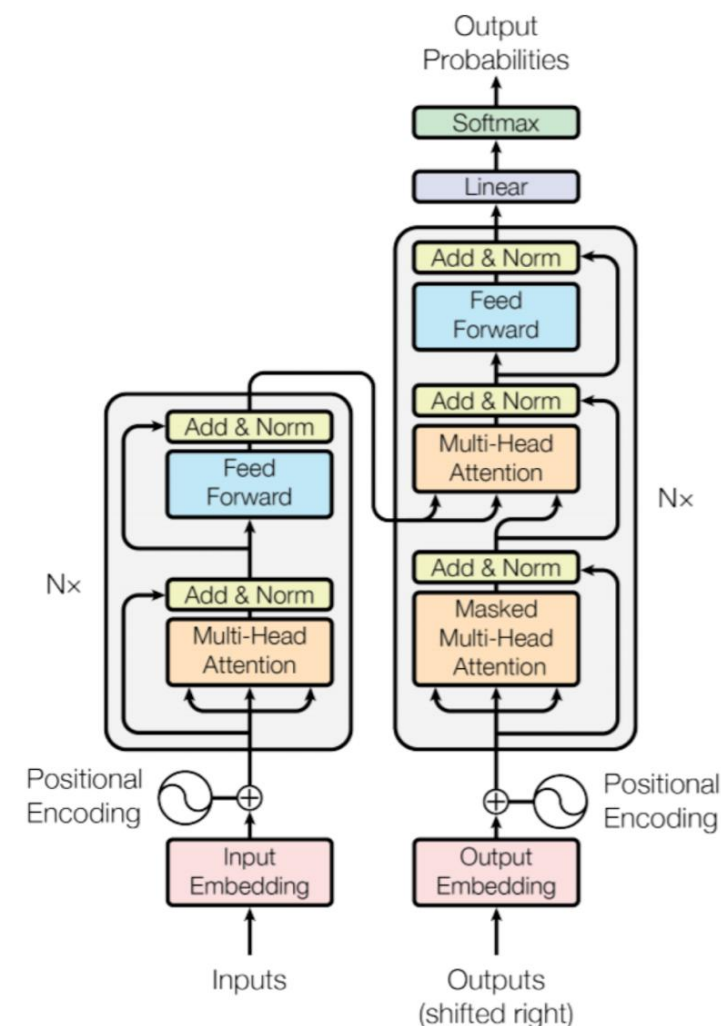 Output
Probabilities
Softmax
Linear
Add & Norm
Feed
Forward
Add & Norm
Multi-Head
Attention
Nx
Add & Norm
Masked
Multi-Head
Attention
Add & Norm
Feed
Forward
Nx
Add & Norm
Multi-Head
Attention
Positional
Encoding
Positional
Encoding
Input
Embedding
Output
Embedding
Inputs
Outputs
(shifted right)